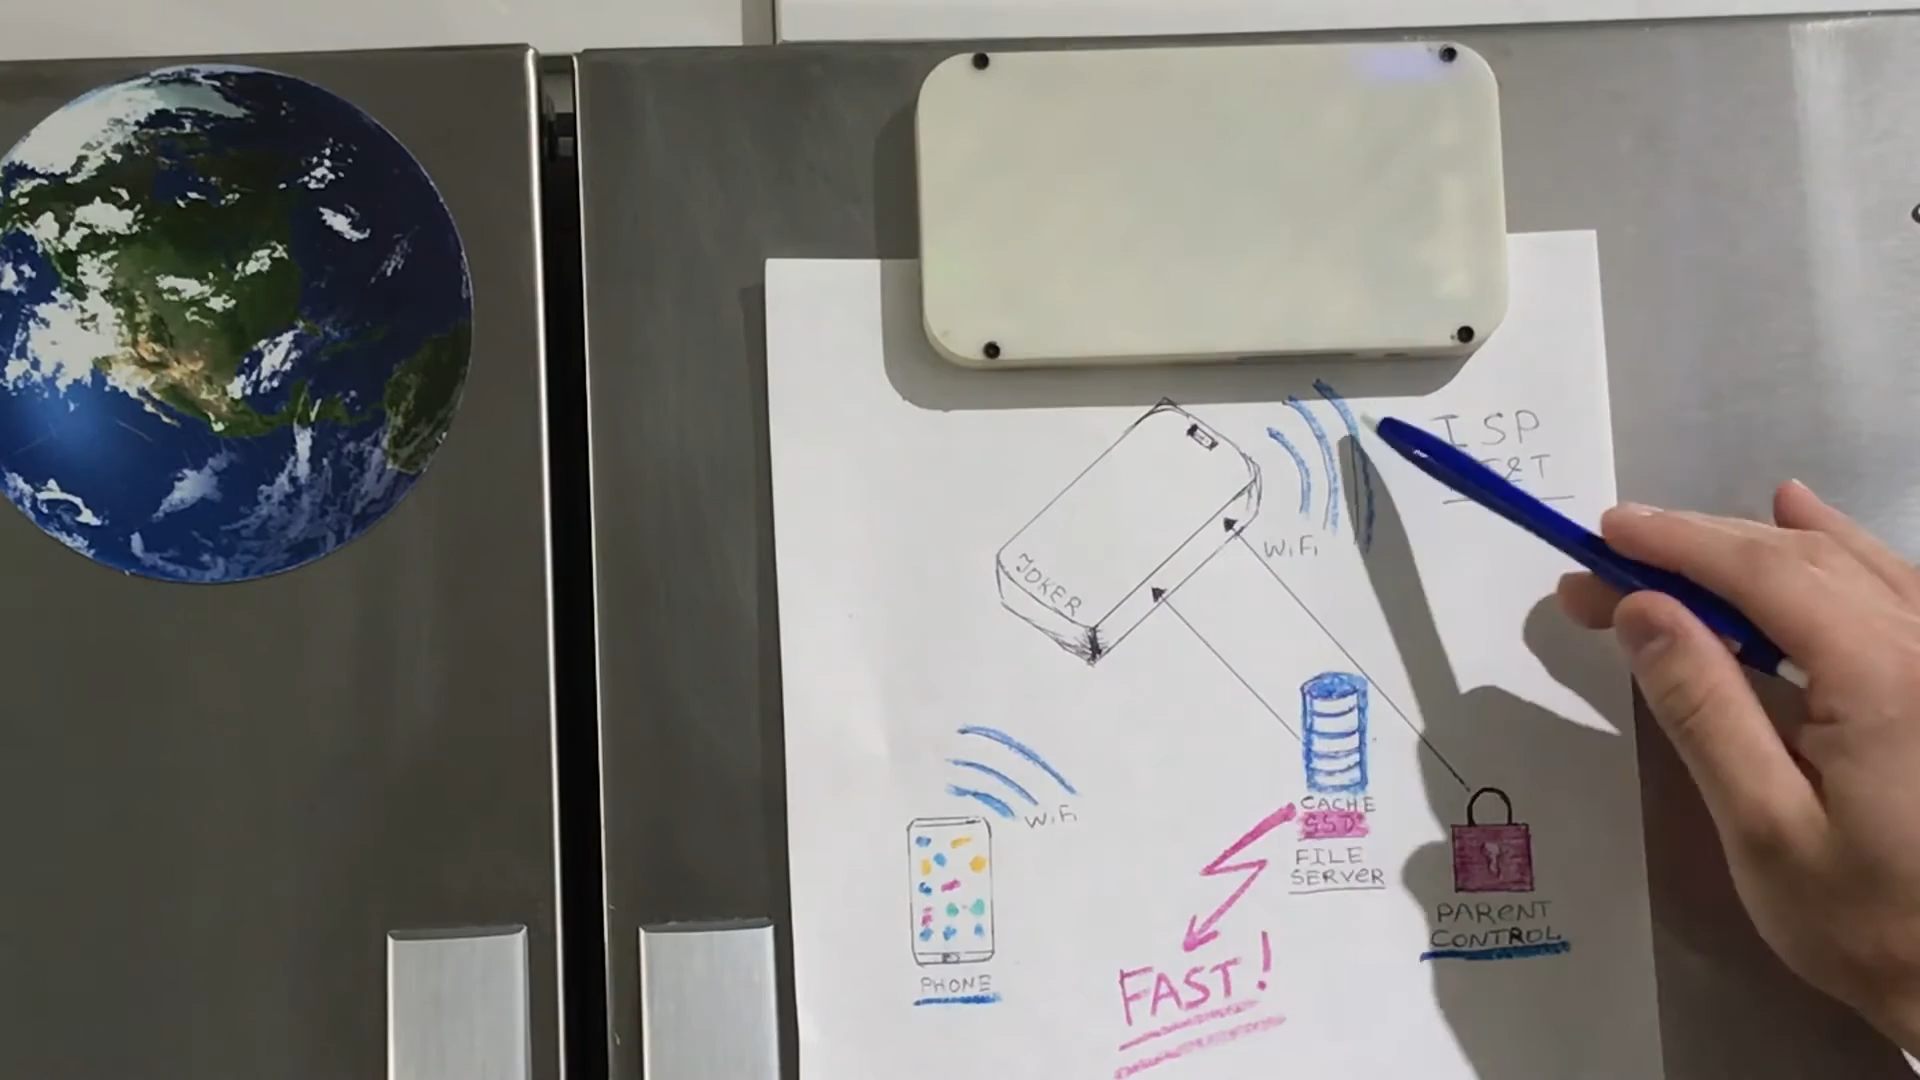 ISP
&T
WiFi
JOKER
CACHE
SSD
FILE
SERVER
WiFi
PARENT
CONTROL
PHONE
FAST!